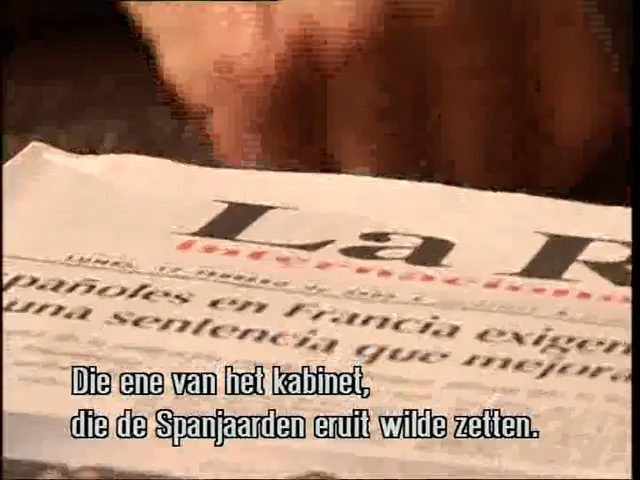 La R
Internacional
pañoles en Francia exigen
una sentencia que mejora
Die ene van het kabinet,
die de Spanjaarden eruit wilde zetten.